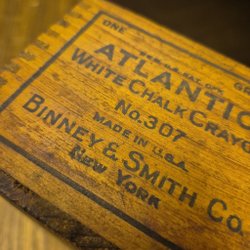 ONE
ATLANTIC
WHITE CHALK CRAYO
No. 307
MADE IN U.S.A.
BINNEY & SMITH Co.
NEW YORK